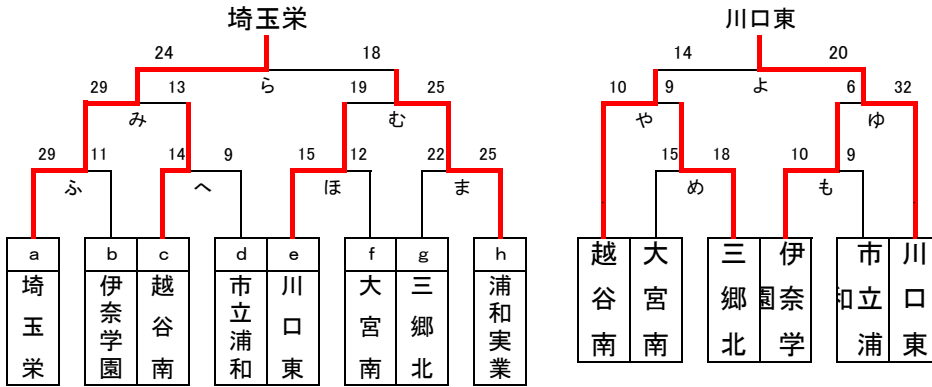 埼玉栄 川口東
24 18 14 20
29 13 ら 19 25 10 9 よ 6 32
み む や ゆ
29 11 14 9 15 12 22 25 15 18 10 9
ふ へ ほ ま め も
a b c d e f g h
埼玉栄
伊奈学園
越谷南
市立浦和
川口東
大宮南
三郷北
浦和実業
越谷南
大宮南
三郷北
伊奈学園
市立浦和
川口東